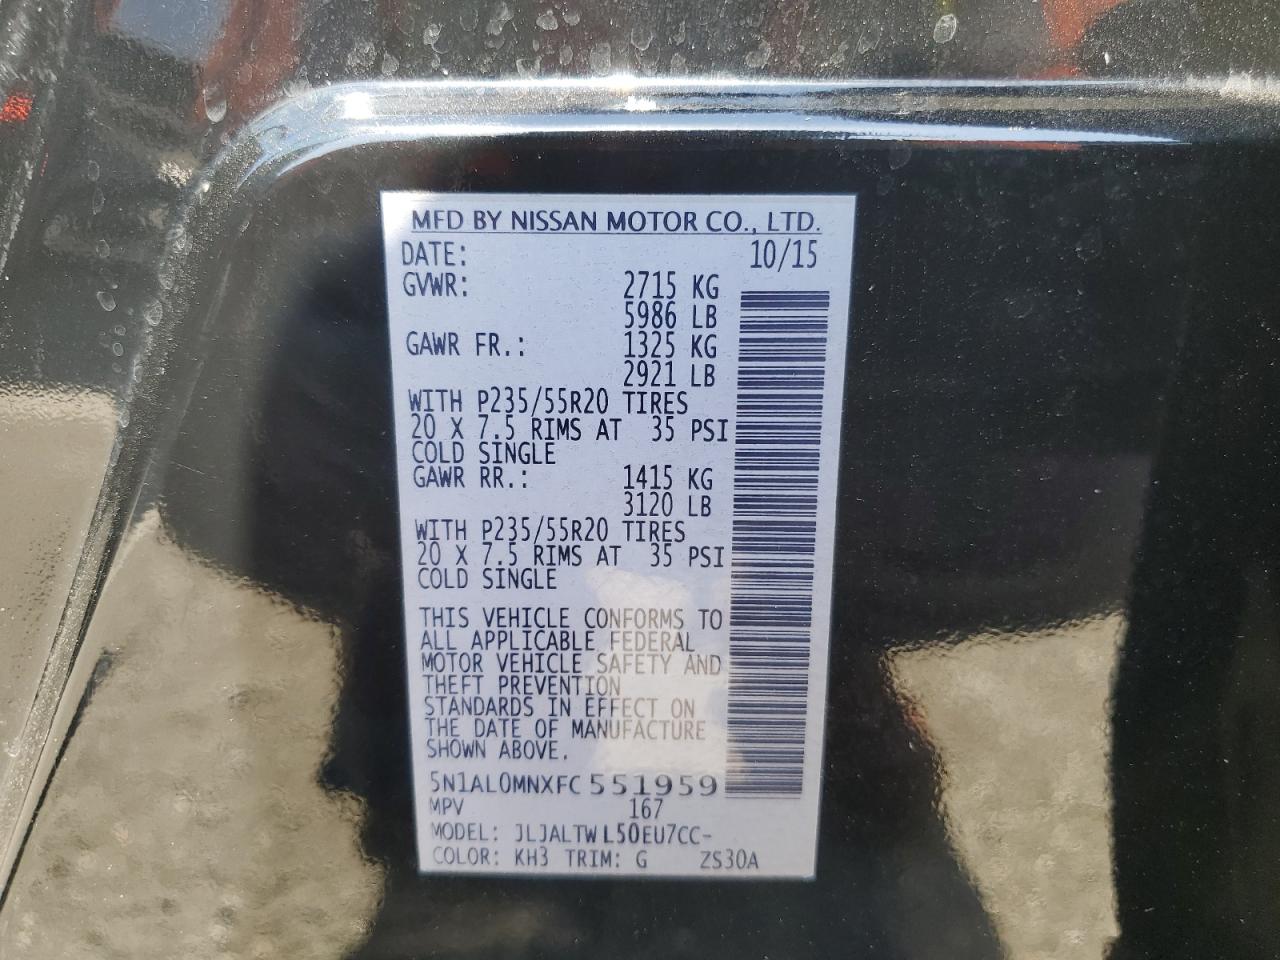 MFD BY NISSAN MOTOR CO., LTD.
DATE: 10/15
GVWR: 2715 KG
5986 LB
GAWR FR.: 1325 KG
2921 LB
WITH P235/55R20 TIRES
20 X 7.5 RIMS AT 35 PSI
COLD SINGLE
GAWR RR.: 1415 KG
3120 LB
WITH P235/55R20 TIRES
20 X 7.5 RIMS AT 35 PSI
COLD SINGLE
THIS VEHICLE CONFORMS TO
ALL APPLICABLE FEDERAL
MOTOR VEHICLE SAFETY AND
THEFT PREVENTION
STANDARDS IN EFFECT ON
THE DATE OF MANUFACTURE
SHOWN ABOVE.
5N1AL0MNXFC551959
MPV 167
MODEL: JLJALTWL50EU7CC-
COLOR: KH3 TRIM: G ZS30A